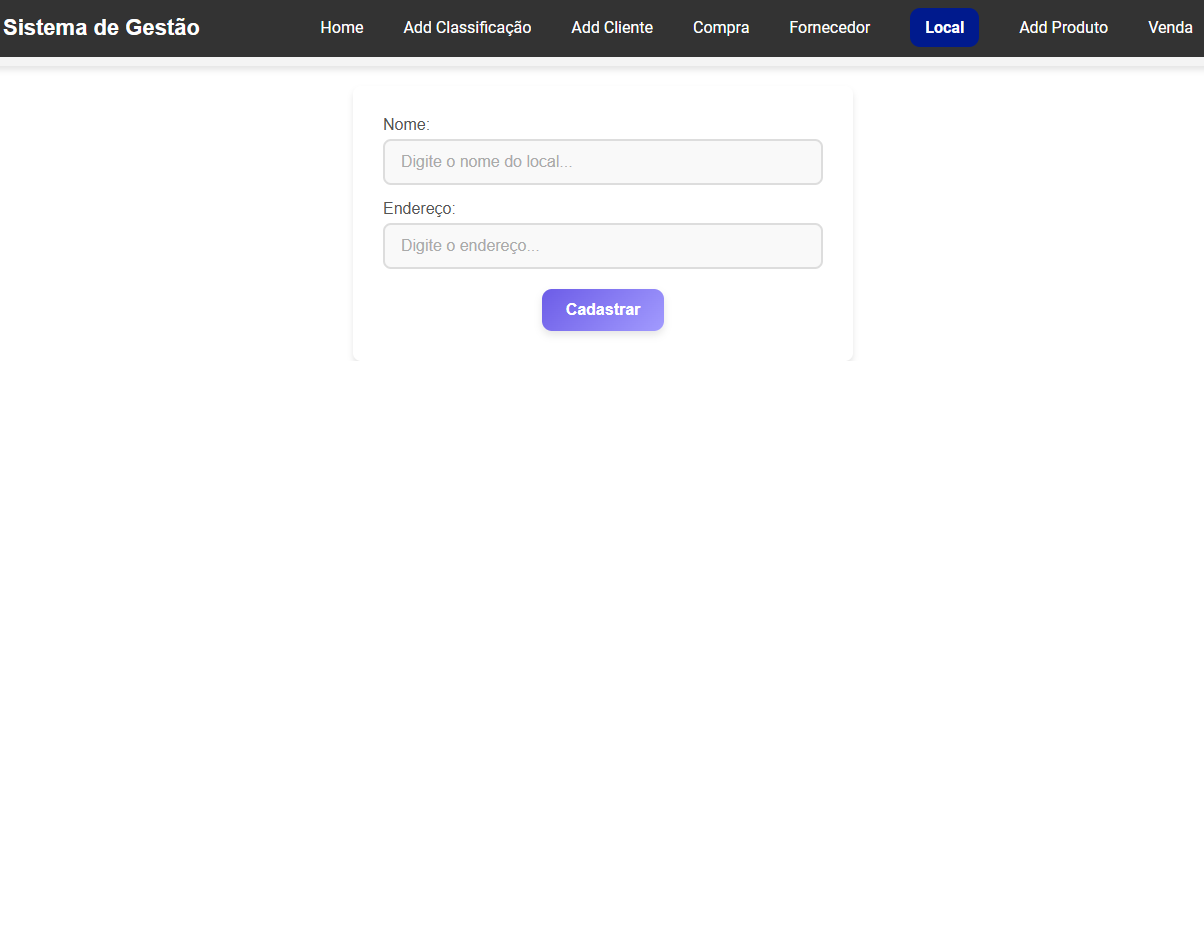 Sistema de Gestão Home Add Classificação Add Cliente Compra Fornecedor Local Add Produto Venda
Nome:
Digite o nome do local...
Endereço:
Digite o endereço...
Cadastrar